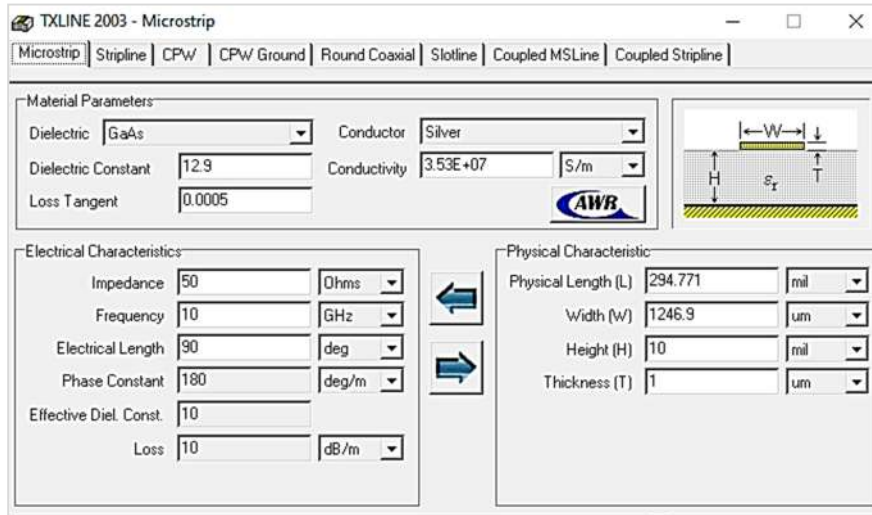 TXLINE 2003 - Microstrip
Microstrip Stripline CPW CPW Ground Round Coaxial Slotline Coupled MSLine Coupled Stripline
Material Parameters
Dielectric GaAs Conductor Silver
Dielectric Constant 12.9 Conductivity 3.53E+07 S/m
Loss Tangent 0.0005 AWR
W
H εr T
Electrical Characteristics
Impedance 50 Ohms
Frequency 10 GHz
Electrical Length 90 deg
Phase Constant 180 deg/m
Effective Diel. Const. 10
Loss 10 dB/m
Physical Characteristic
Physical Length (L) 294.771 mil
Width (W) 1246.9 um
Height (H) 10 mil
Thickness (T) 1 um